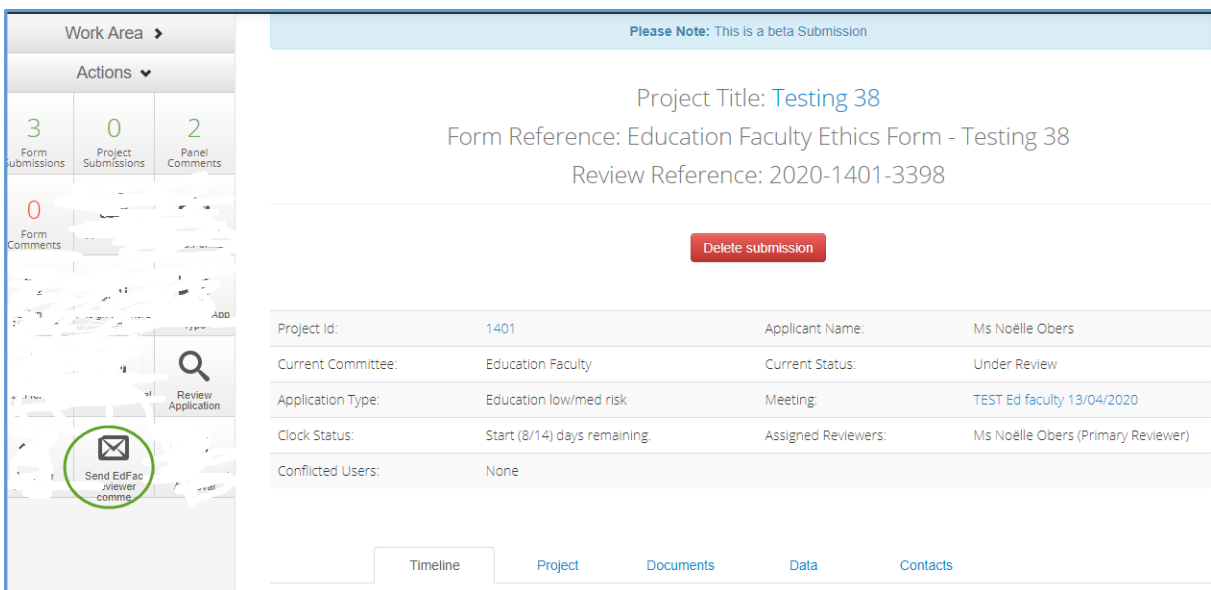 Work Area
Please Note: This is a beta Submission
Actions
Project Title: Testing 38
Form Reference: Education Faculty Ethics Form - Testing 38
Review Reference: 2020-1401-3398
3 0 2
Form Project Panel
Submissions Submissions Comments
0
Form
Comments
Delete submission
App
Type
Project Id: 1401 Applicant Name: Ms Noëlle Obers
Current Committee: Education Faculty Current Status: Under Review
Review
Application
Application Type: Education low/med risk Meeting: TEST Ed faculty 13/04/2020
Clock Status: Start (8/14) days remaining. Assigned Reviewers: Ms Noëlle Obers (Primary Reviewer)
Conflicted Users: None
Send EdFac
comme
Timeline Project Documents Data Contacts